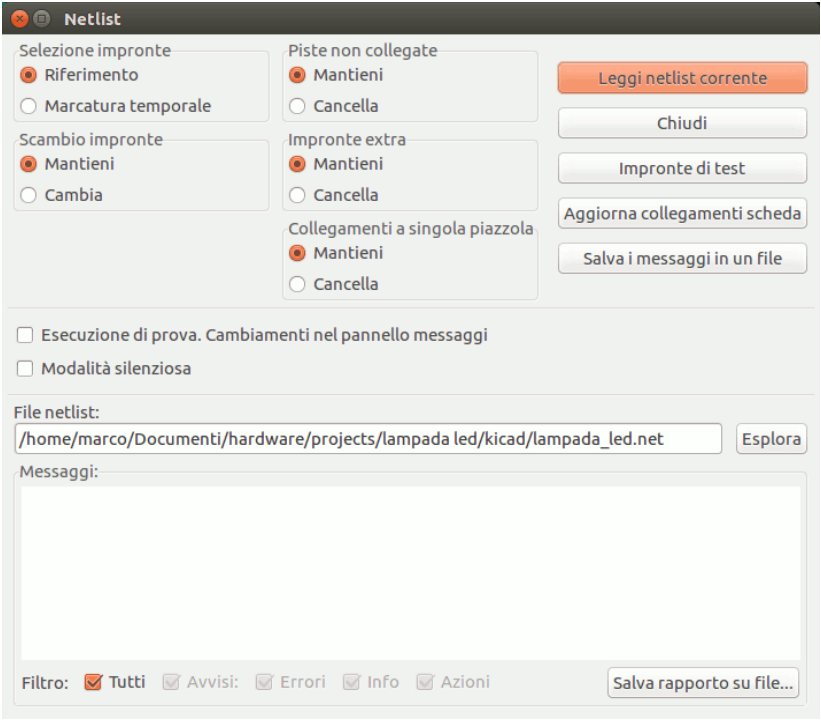 Netlist
Selezione impronte
Riferimento
Marcatura temporale
Scambio impronte
Mantieni
Cambia
Piste non collegate
Mantieni
Cancella
Impronte extra
Mantieni
Cancella
Collegamenti a singola piazzola
Mantieni
Cancella
Leggi netlist corrente
Chiudi
Impronte di test
Aggiorna collegamenti scheda
Salva i messaggi in un file
Esecuzione di prova. Cambiamenti nel pannello messaggi
Modalità silenziosa
File netlist:
/home/marco/Documenti/hardware/projects/lampada led/kicad/lampada_led.net
Esplora
Messaggi:
Filtro: Tutti Avvisi: Errori Info Azioni Salva rapporto su file...